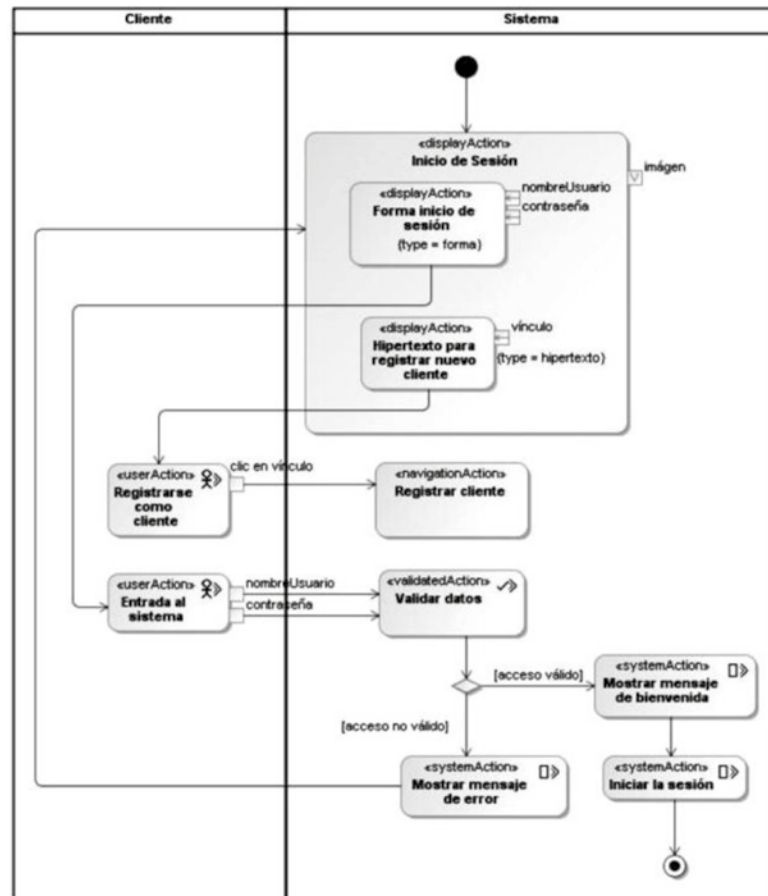 Cliente
Sistema
«displayAction»
Inicio de Sesión
imágen
«displayAction»
Forma inicio de
sesión
{type = forma}
nombreUsuario
contraseña
«displayAction»
Hipertexto para
registrar nuevo
cliente
vínculo
{type = hipertexto}
«userAction»
Registrarse
como
cliente
clic en vínculo
«navigationAction»
Registrar cliente
«userAction»
Entrada al
sistema
nombreUsuario
contraseña
«validatedAction»
Validar datos
[acceso válido]
«systemAction»
Mostrar mensaje
de bienvenida
[acceso no válido]
«systemAction»
Mostrar mensaje
de error
«systemAction»
Iniciar la sesión